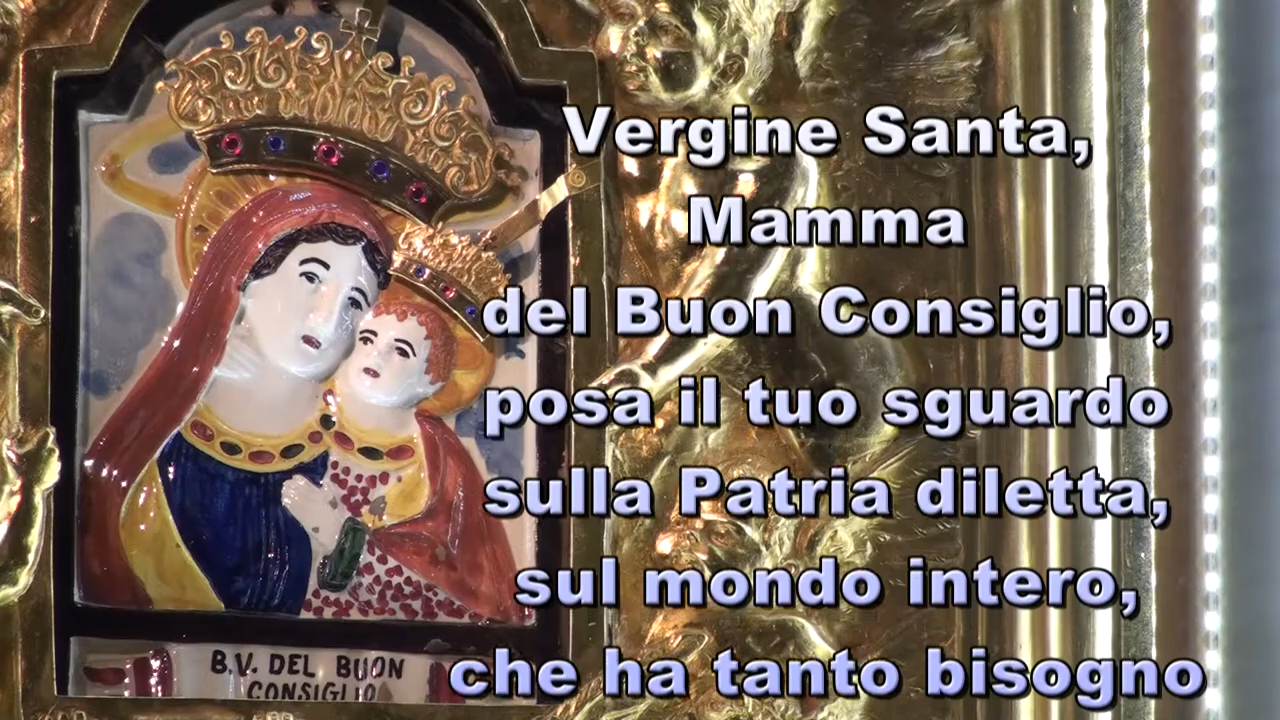 Vergine Santa,
Mamma
del Buon Consiglio,
posa il tuo sguardo
sulla Patria diletta,
sul mondo intero,
che ha tanto bisogno
B.V. DEL BUON
CONSIGLIO